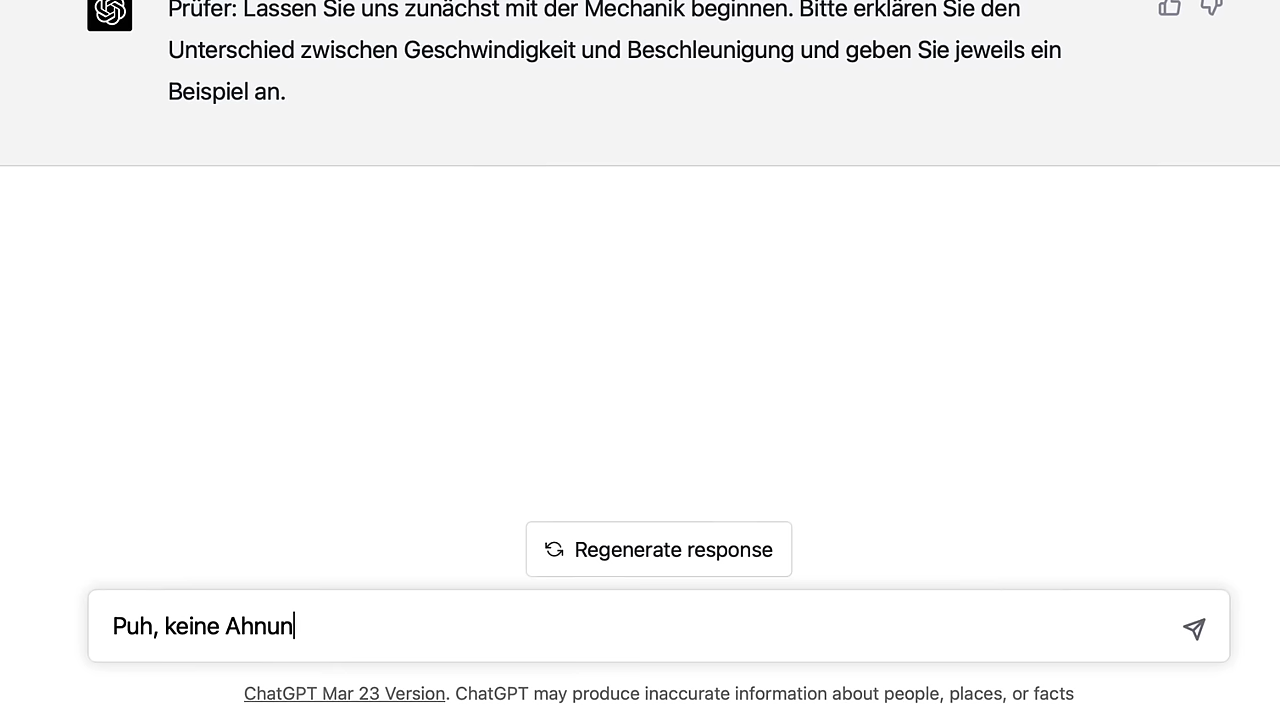 Prüfer: Lassen Sie uns zunächst mit der Mechanik beginnen. Bitte erklären Sie den
Unterschied zwischen Geschwindigkeit und Beschleunigung und geben Sie jeweils ein
Beispiel an.
Regenerate response
Puh, keine Ahnun
ChatGPT Mar 23 Version. ChatGPT may produce inaccurate information about people, places, or facts